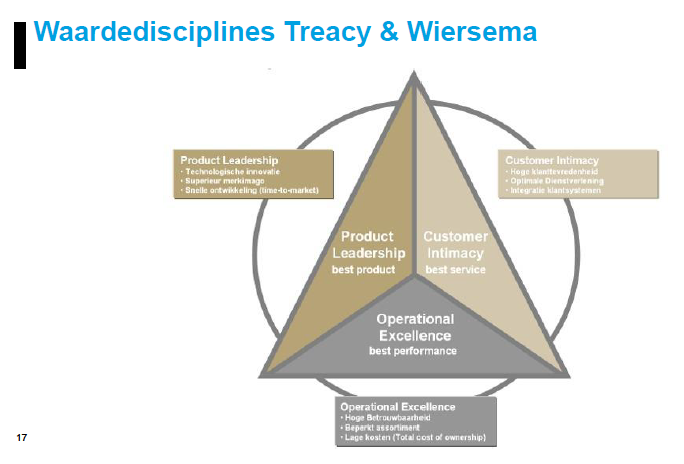 Waardedisciplines Treacy & Wiersema
Product Leadership
• Technologische innovatie
• Superieur merkimago
• Snelle ontwikkeling (time-to-market)
Customer Intimacy
• Hoge klanttevredenheid
• Optimale Dienstverlening
• Integratie klantsystemen
Product
Leadership
best product
Customer
Intimacy
best service
Operational
Excellence
best performance
Operational Excellence
• Hoge Betrouwbaarheid
• Beperkt assortiment
• Lage kosten (Total cost of ownership)
17